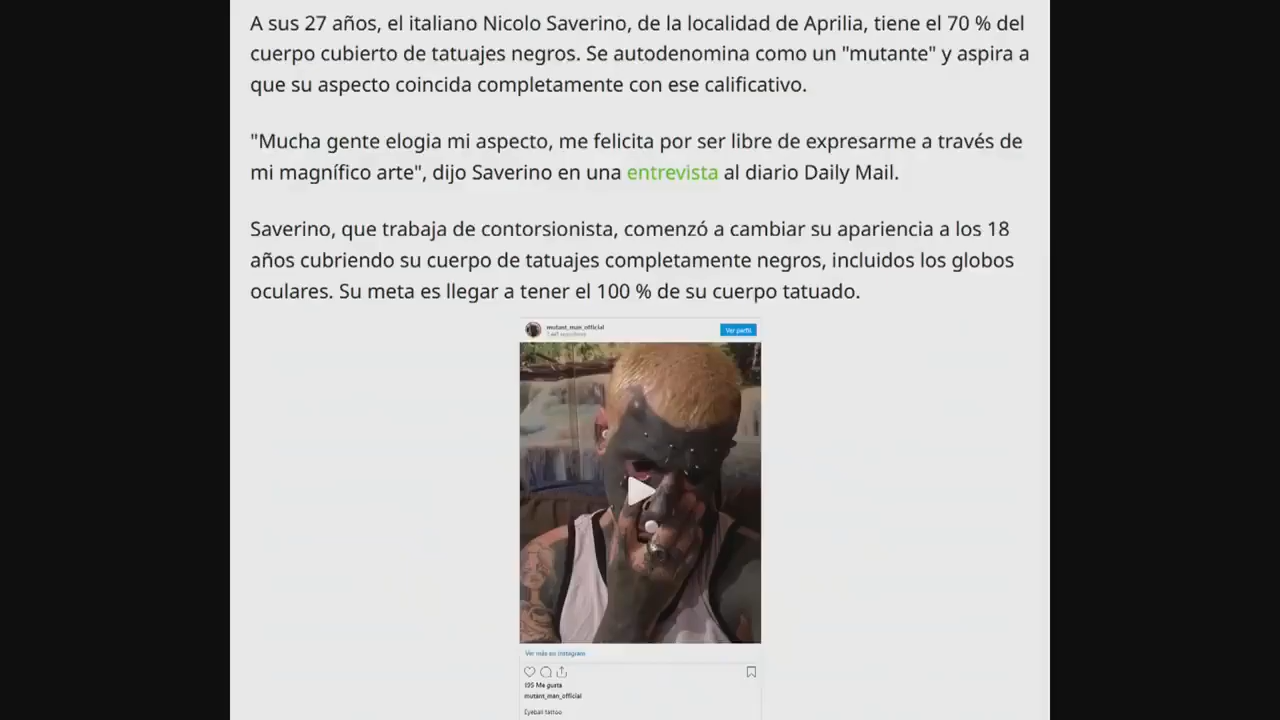 A sus 27 años, el italiano Nicolo Saverino, de la localidad de Aprilia, tiene el 70 % del
cuerpo cubierto de tatuajes negros. Se autodenomina como un "mutante" y aspira a
que su aspecto coincida completamente con ese calificativo.
"Mucha gente elogia mi aspecto, me felicita por ser libre de expresarme a través de
mi magnífico arte", dijo Saverino en una entrevista al diario Daily Mail.
Saverino, que trabaja de contorsionista, comenzó a cambiar su apariencia a los 18
años cubriendo su cuerpo de tatuajes completamente negros, incluidos los globos
oculares. Su meta es llegar a tener el 100 % de su cuerpo tatuado.
mutant_man_official
Ver perfil
Ver más en Instagram
195 Me gusta
mutant_man_official
Eyeball tattoo